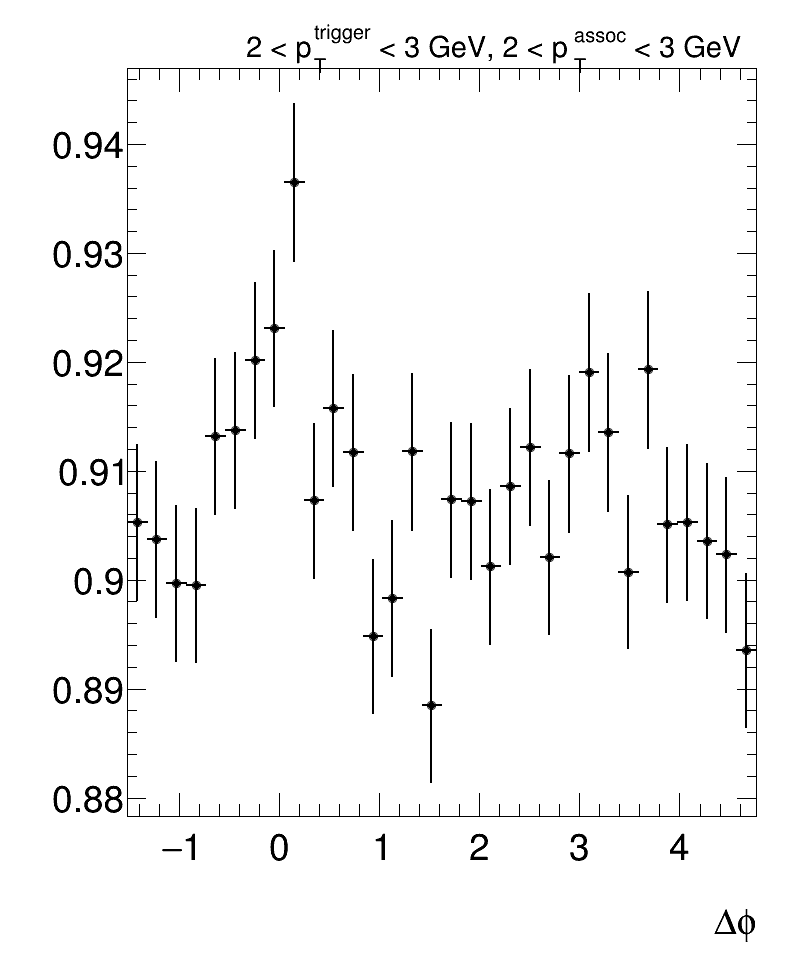 2 < p_T^trigger < 3 GeV, 2 < p_T^assoc < 3 GeV
0.94
0.93
0.92
0.91
0.9
0.89
0.88
−1 0 1 2 3 4
Δϕ